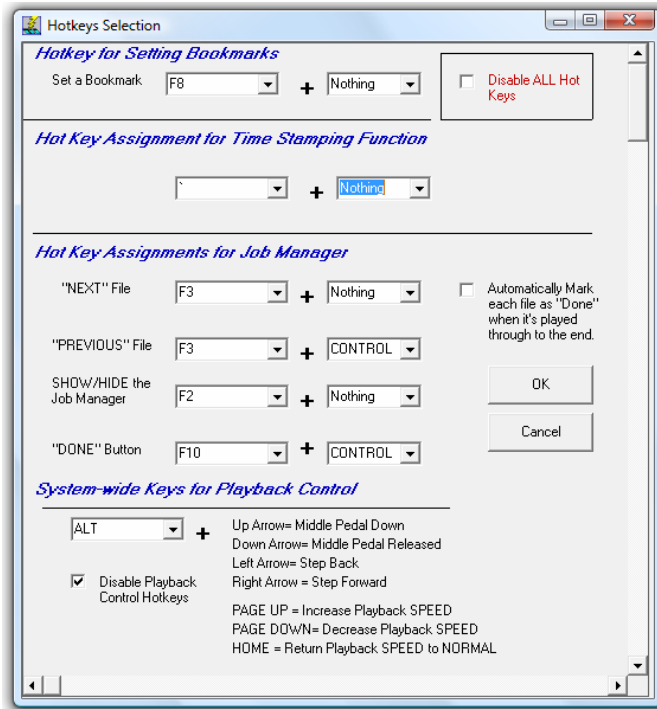 Hotkeys Selection
Hotkey for Setting Bookmarks
Set a Bookmark F8 + Nothing
Disable ALL Hot
Keys
Hot Key Assignment for Time Stamping Function
` + Nothing
Hot Key Assignments for Job Manager
"NEXT" File F3 + Nothing
Automatically Mark
each file as "Done"
when it's played
through to the end.
"PREVIOUS" File F3 + CONTROL
SHOW/HIDE the
Job Manager F2 + Nothing
OK
Cancel
"DONE" Button F10 + CONTROL
System-wide Keys for Playback Control
ALT +
Up Arrow= Middle Pedal Down
Down Arrow= Middle Pedal Released
Left Arrow= Step Back
Right Arrow = Step Forward
Disable Playback
Control Hotkeys
PAGE UP = Increase Playback SPEED
PAGE DOWN= Decrease Playback SPEED
HOME = Return Playback SPEED to NORMAL